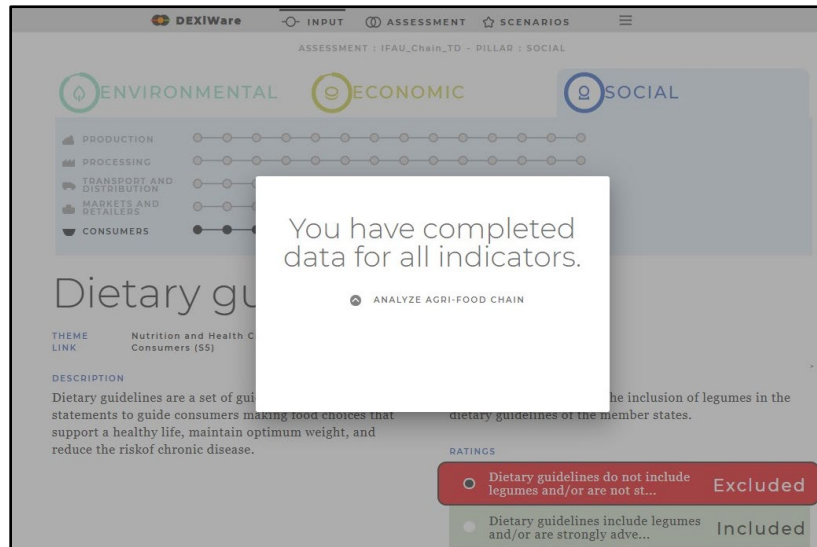 DEXiWare INPUT ASSESSMENT SCENARIOS
ASSESSMENT : IFAU_Chain_TD - PILLAR : SOCIAL
ENVIRONMENTAL ECONOMIC SOCIAL
PRODUCTION
PROCESSING
TRANSPORT AND
DISTRIBUTION
MARKETS AND
RETAILERS
CONSUMERS
You have completed
data for all indicators.
ANALYZE AGRI-FOOD CHAIN
Dietary gu
THEME Nutrition and Health C
LINK Consumers (S5)
DESCRIPTION
Dietary guidelines are a set of gui
statements to guide consumers making food choices that
support a healthy life, maintain optimum weight, and
reduce the riskof chronic disease.
he inclusion of legumes in the
dietary guidelines of the member states.
RATINGS
Dietary guidelines do not include
legumes and/or are not st... Excluded
Dietary guidelines include legumes
and/or are strongly adve... Included